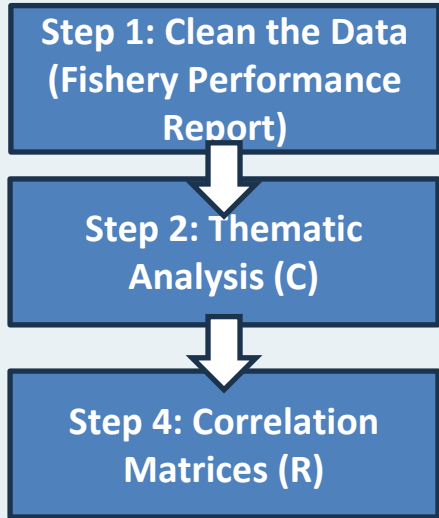 Step 1: Clean the Data
(Fishery Performance
Report)
Step 2: Thematic
Analysis (C)
Step 4: Correlation
Matrices (R)